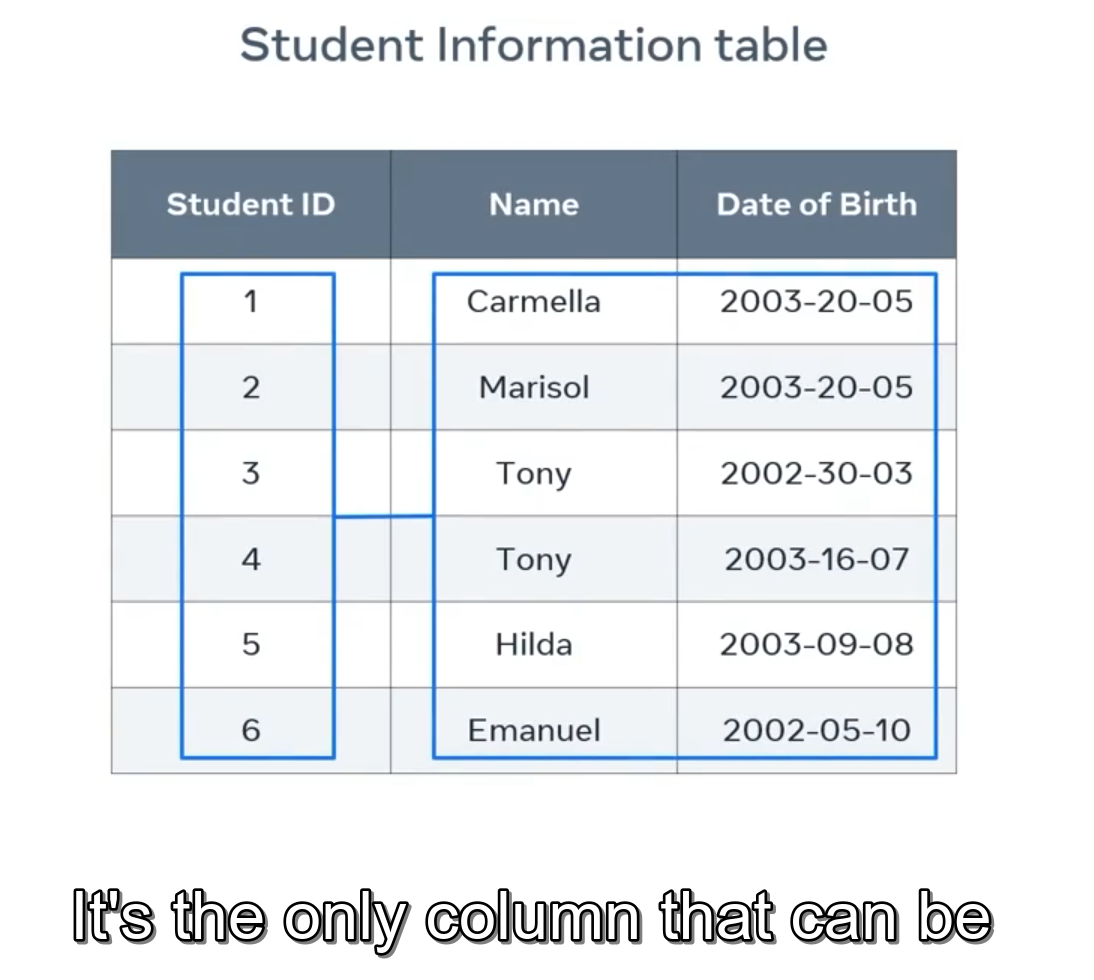 Student Information table
Student ID Name Date of Birth
1 Carmella 2003-20-05
2 Marisol 2003-20-05
3 Tony 2002-30-03
4 Tony 2003-16-07
5 Hilda 2003-09-08
6 Emanuel 2002-05-10
It's the only column that can be